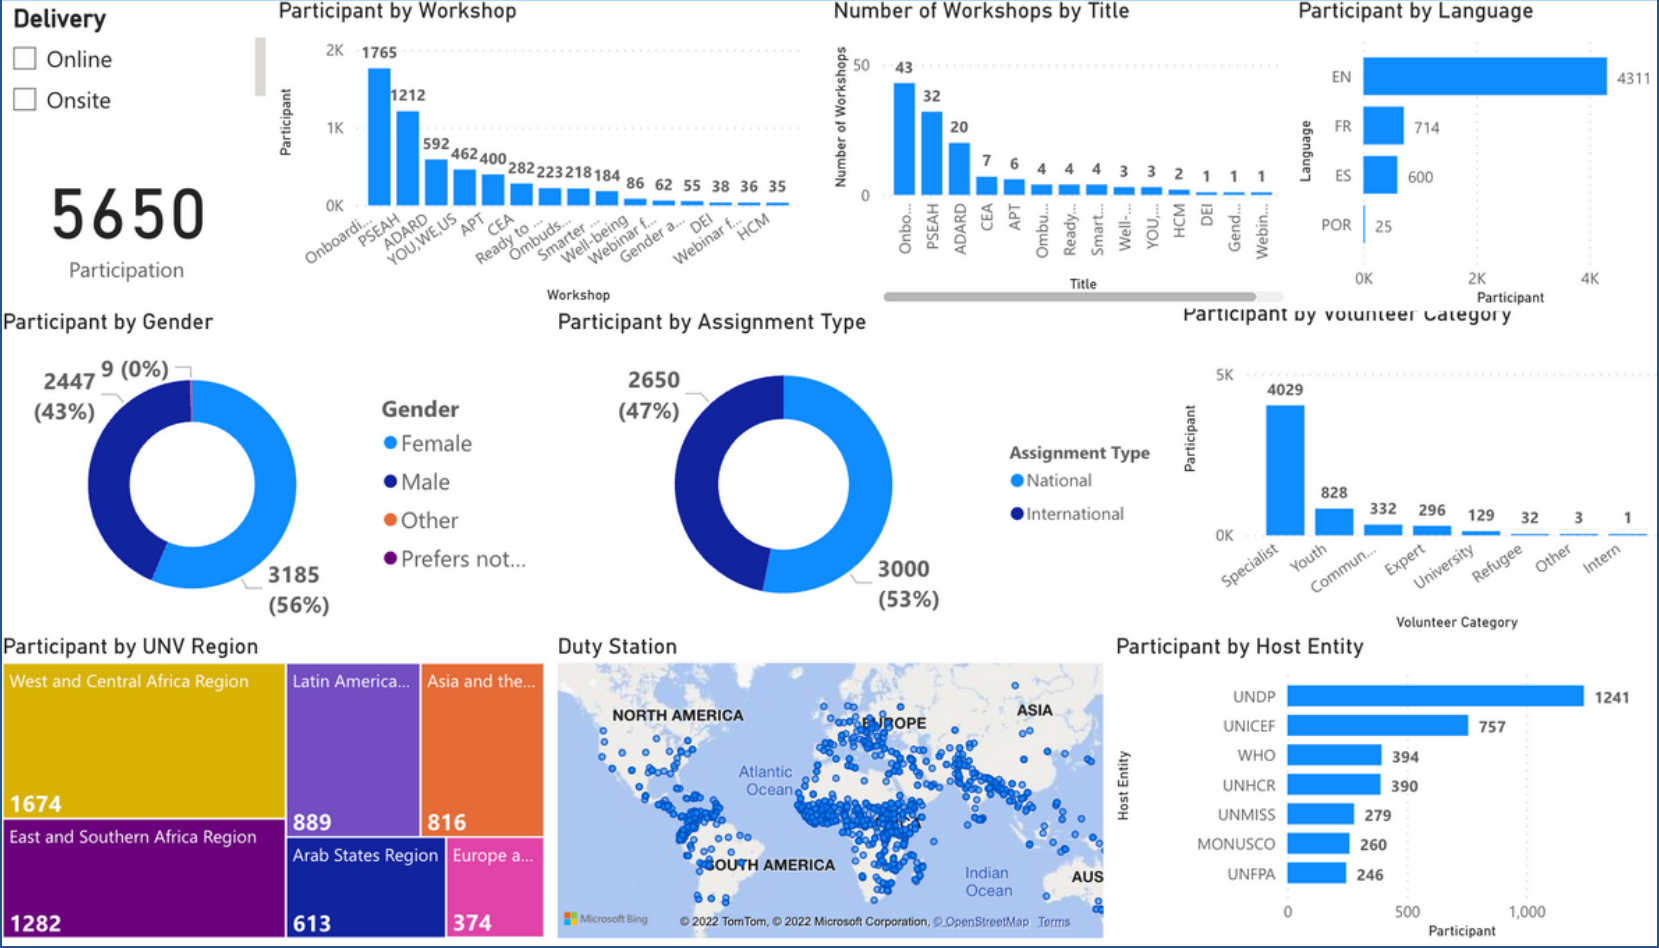 Delivery
Online
Onsite
5650
Participation
Participant by Workshop
Participant
2K
1K
0K
1765
1212
592
462
400
282
223
218
184
86
62
55
38
36
35
Onboardi...
PSEAH
ADARD
YOU,WE,US
APT
CEA
Ready to ...
Ombuds...
Smarter ...
Well-being
Webinar f...
Gender a...
DEI
Webinar f...
HCM
Workshop
Number of Workshops by Title
Number of Workshops
50
0
43
32
20
7
6
4
4
4
3
3
2
1
1
1
Onbo...
PSEAH
ADARD
CEA
APT
Ombu...
Ready...
Smart...
Well-...
YOU,...
HCM
DEI
Gend...
Webin...
Title
Participant by Language
Language
EN
4311
FR
714
ES
600
POR
25
0K
2K
4K
Participant
Participant by Gender
9 (0%)
2447
(43%)
3185
(56%)
Gender
Female
Male
Other
Prefers not...
Participant by Assignment Type
2650
(47%)
3000
(53%)
Assignment Type
National
International
Participant by Volunteer Category
Participant
5K
0K
4029
828
332
296
129
32
3
1
Specialist
Youth
Commun...
Expert
University
Refugee
Other
Intern
Volunteer Category
Participant by UNV Region
West and Central Africa Region
1674
East and Southern Africa Region
1282
Latin America...
889
Asia and the...
816
Arab States Region
613
Europe a...
374
Duty Station
NORTH AMERICA
EUROPE
ASIA
Atlantic
Ocean
SOUTH AMERICA
Indian
Ocean
AUS
Microsoft Bing
© 2022 TomTom, © 2022 Microsoft Corporation, © OpenStreetMap Terms
Participant by Host Entity
Host Entity
UNDP
1241
UNICEF
757
WHO
394
UNHCR
390
UNMISS
279
MONUSCO
260
UNFPA
246
0
500
1,000
Participant